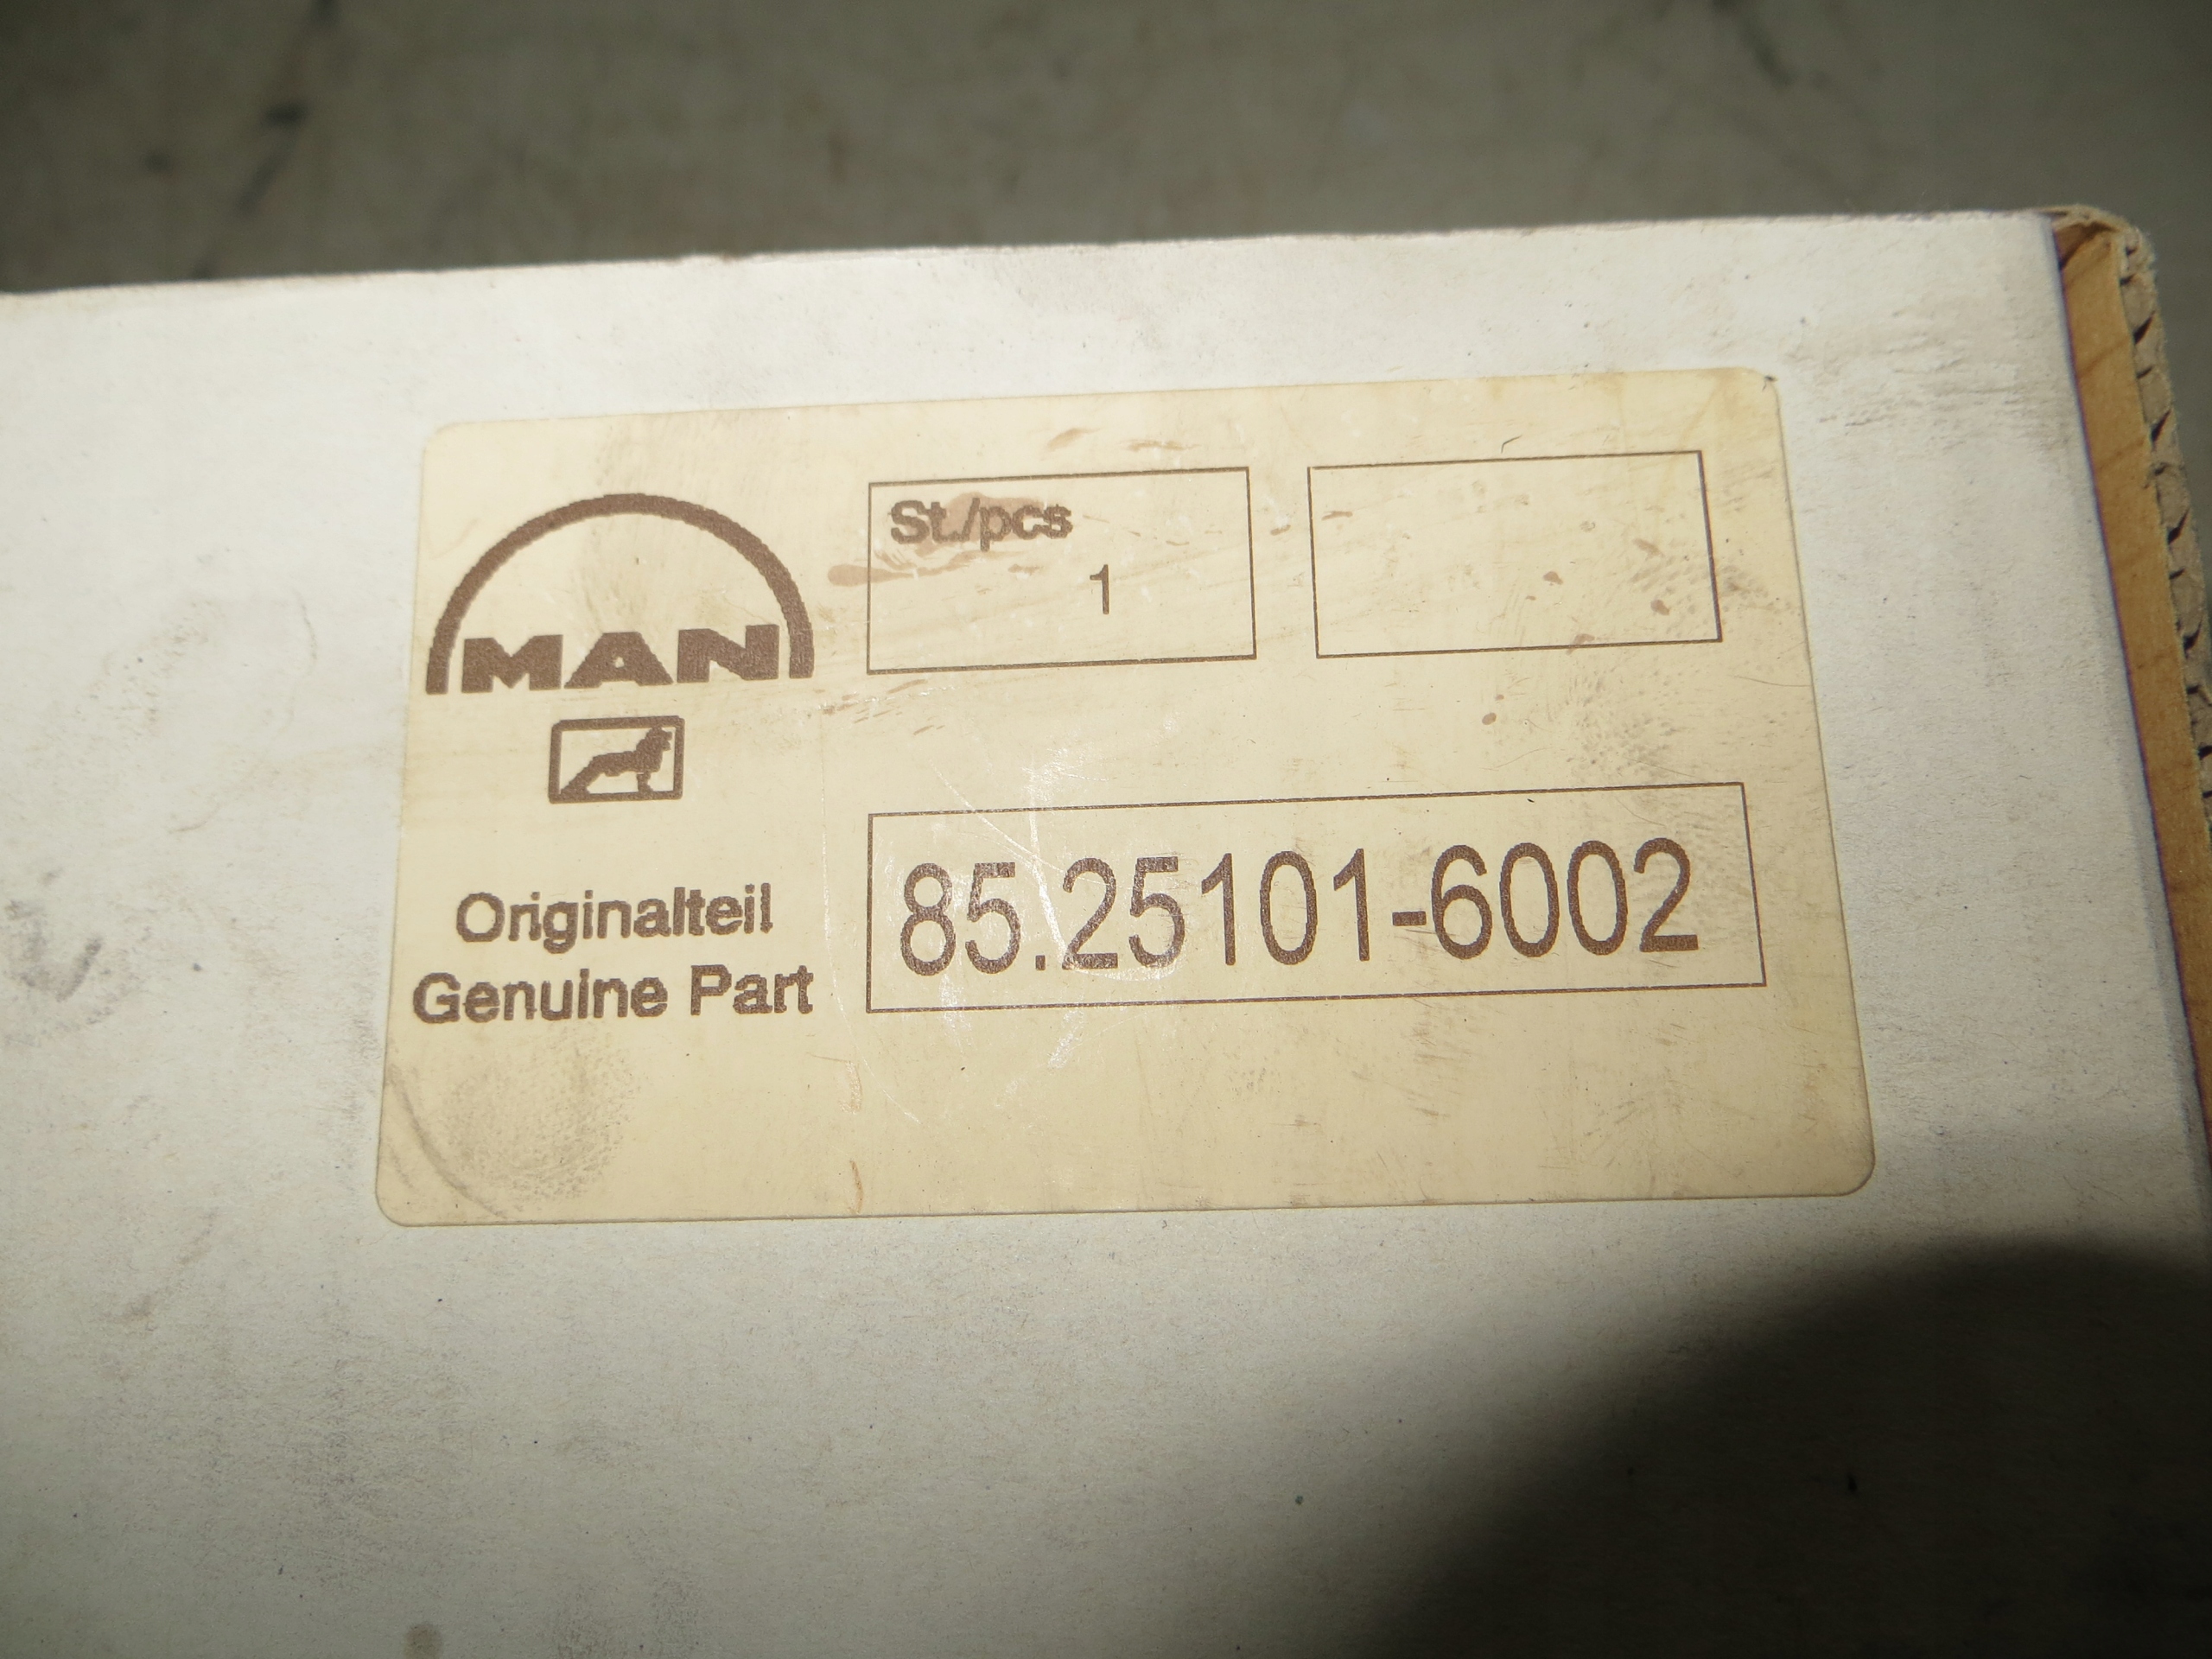 MAN
St./pcs
1
Originalteil
Genuine Part
85.25101-6002